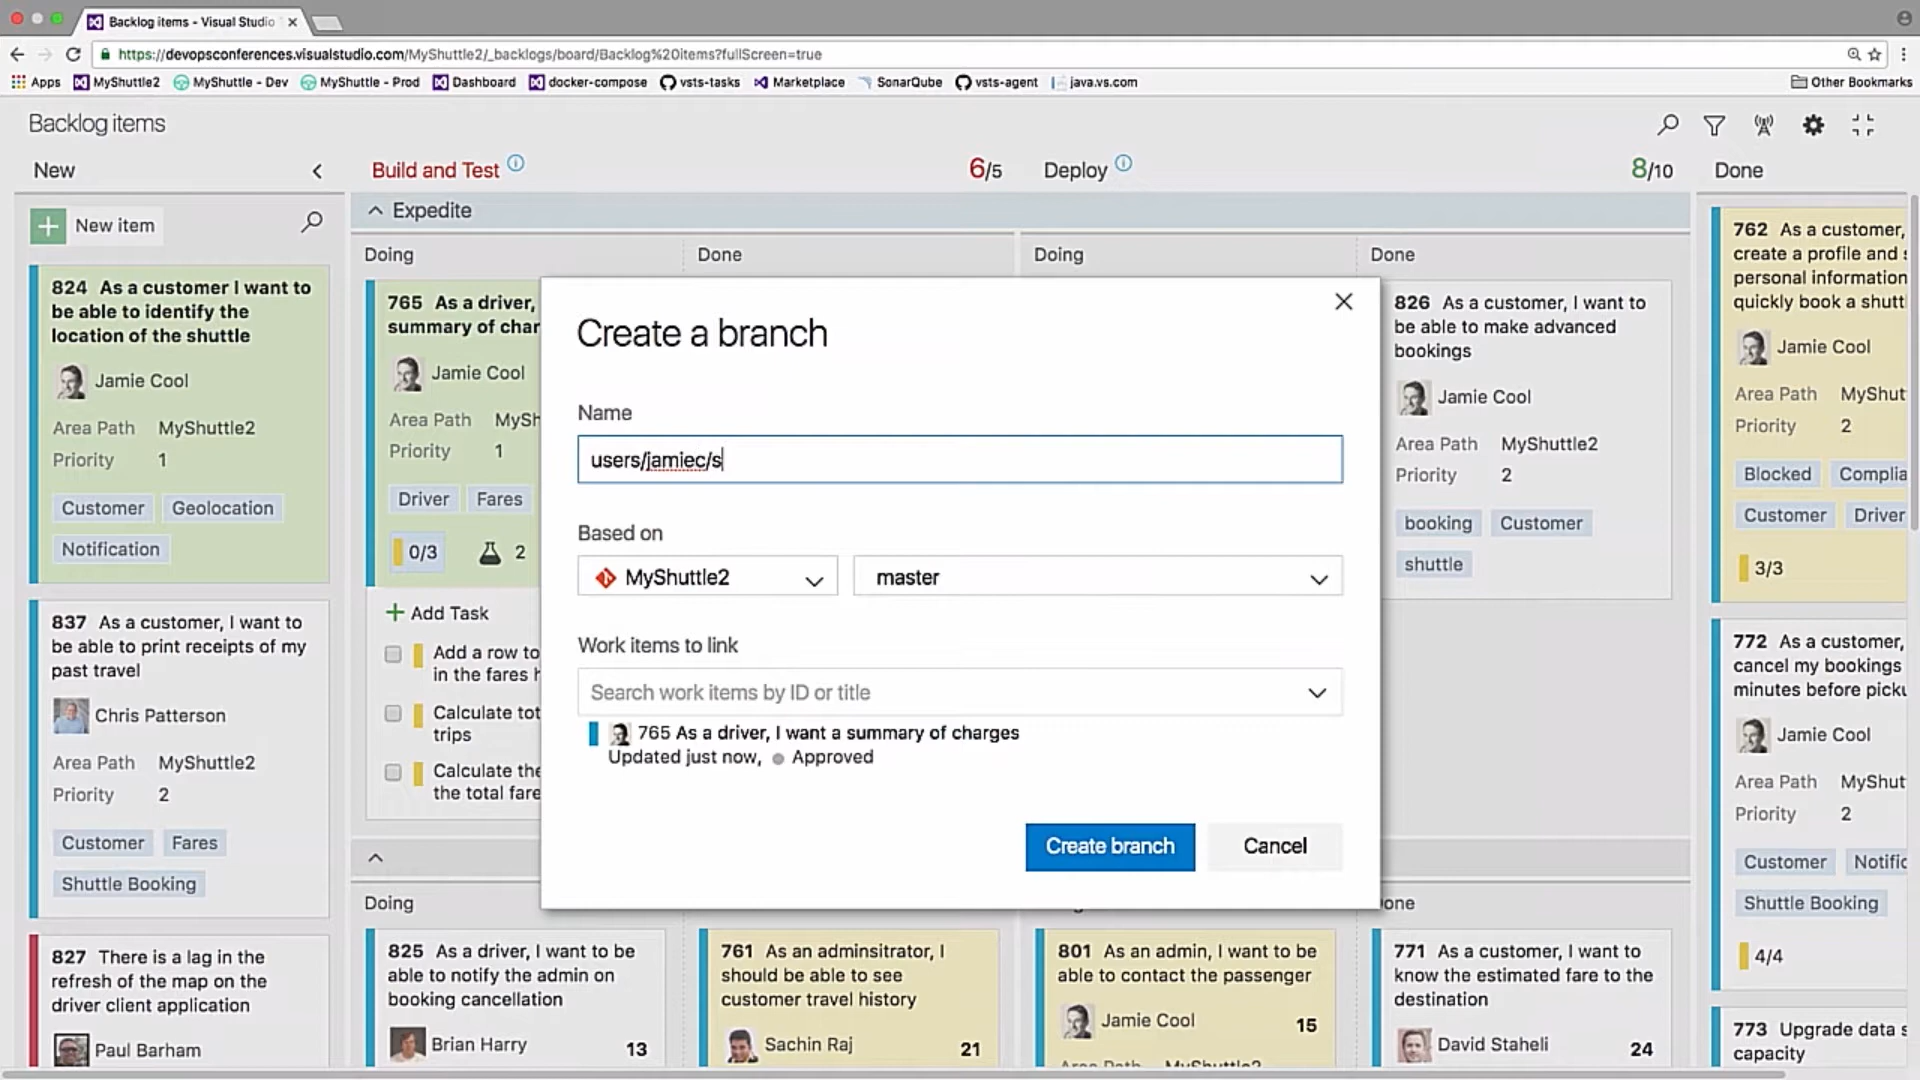 Backlog items - Visual Studio
https://devopsconferences.visualstudio.com/MyShuttle2/_backlogs/board/Backlog%20items?fullScreen=true
Apps MyShuttle2 MyShuttle - Dev MyShuttle - Prod Dashboard docker-compose vsts-tasks Marketplace SonarQube vsts-agent java.vs.com Other Bookmarks
Backlog items
New
Build and Test 6/5
Deploy 8/10
Done
New item
824 As a customer I want to
be able to identify the
location of the shuttle
Jamie Cool
Area Path MyShuttle2
Priority 1
Customer Geolocation
Notification
837 As a customer, I want to
be able to print receipts of my
past travel
Chris Patterson
Area Path MyShuttle2
Priority 2
Customer Fares
Shuttle Booking
827 There is a lag in the
refresh of the map on the
driver client application
Paul Barham
Expedite
Doing
Done
Doing
Done
765 As a driver,
summary of char
Jamie Cool
Area Path MySh
Priority 1
Driver Fares
0/3 2
Add Task
Add a row to
in the fares h
Calculate tot
trips
Calculate the
the total fare
Create a branch
Name
users/jamiec/s
Based on
MyShuttle2 master
Work items to link
Search work items by ID or title
765 As a driver, I want a summary of charges
Updated just now, Approved
Create branch Cancel
826 As a customer, I want to
be able to make advanced
bookings
Jamie Cool
Area Path MyShuttle2
Priority 2
booking Customer
shuttle
Doing
one
825 As a driver, I want to be
able to notify the admin on
booking cancellation
Brian Harry 13
761 As an adminsitrator, I
should be able to see
customer travel history
Sachin Raj 21
801 As an admin, I want to be
able to contact the passenger
Jamie Cool 15
Area Path MyShuttle2
771 As a customer, I want to
know the estimated fare to the
destination
David Staheli 24
762 As a customer,
create a profile and s
personal information
quickly book a shutt
Jamie Cool
Area Path MyShut
Priority 2
Blocked Complia
Customer Driver
3/3
772 As a customer,
cancel my bookings
minutes before picku
Jamie Cool
Area Path MyShut
Priority 2
Customer Notific
Shuttle Booking
4/4
773 Upgrade data s
capacity